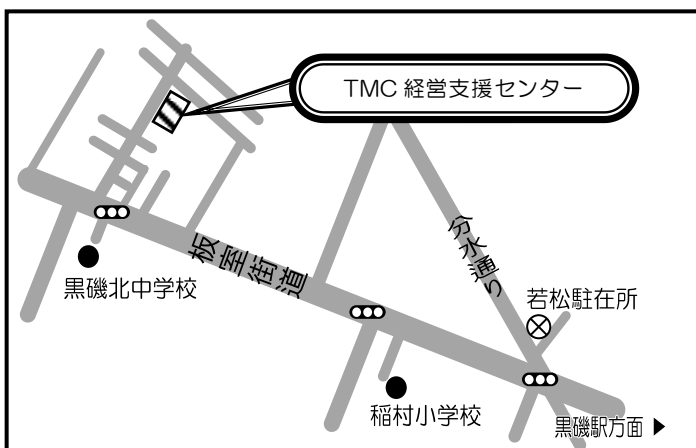 TMC 経営支援センター
分水通り
板室街道
黒磯北中学校
若松駐在所
稲村小学校
黒磯駅方面 ▶